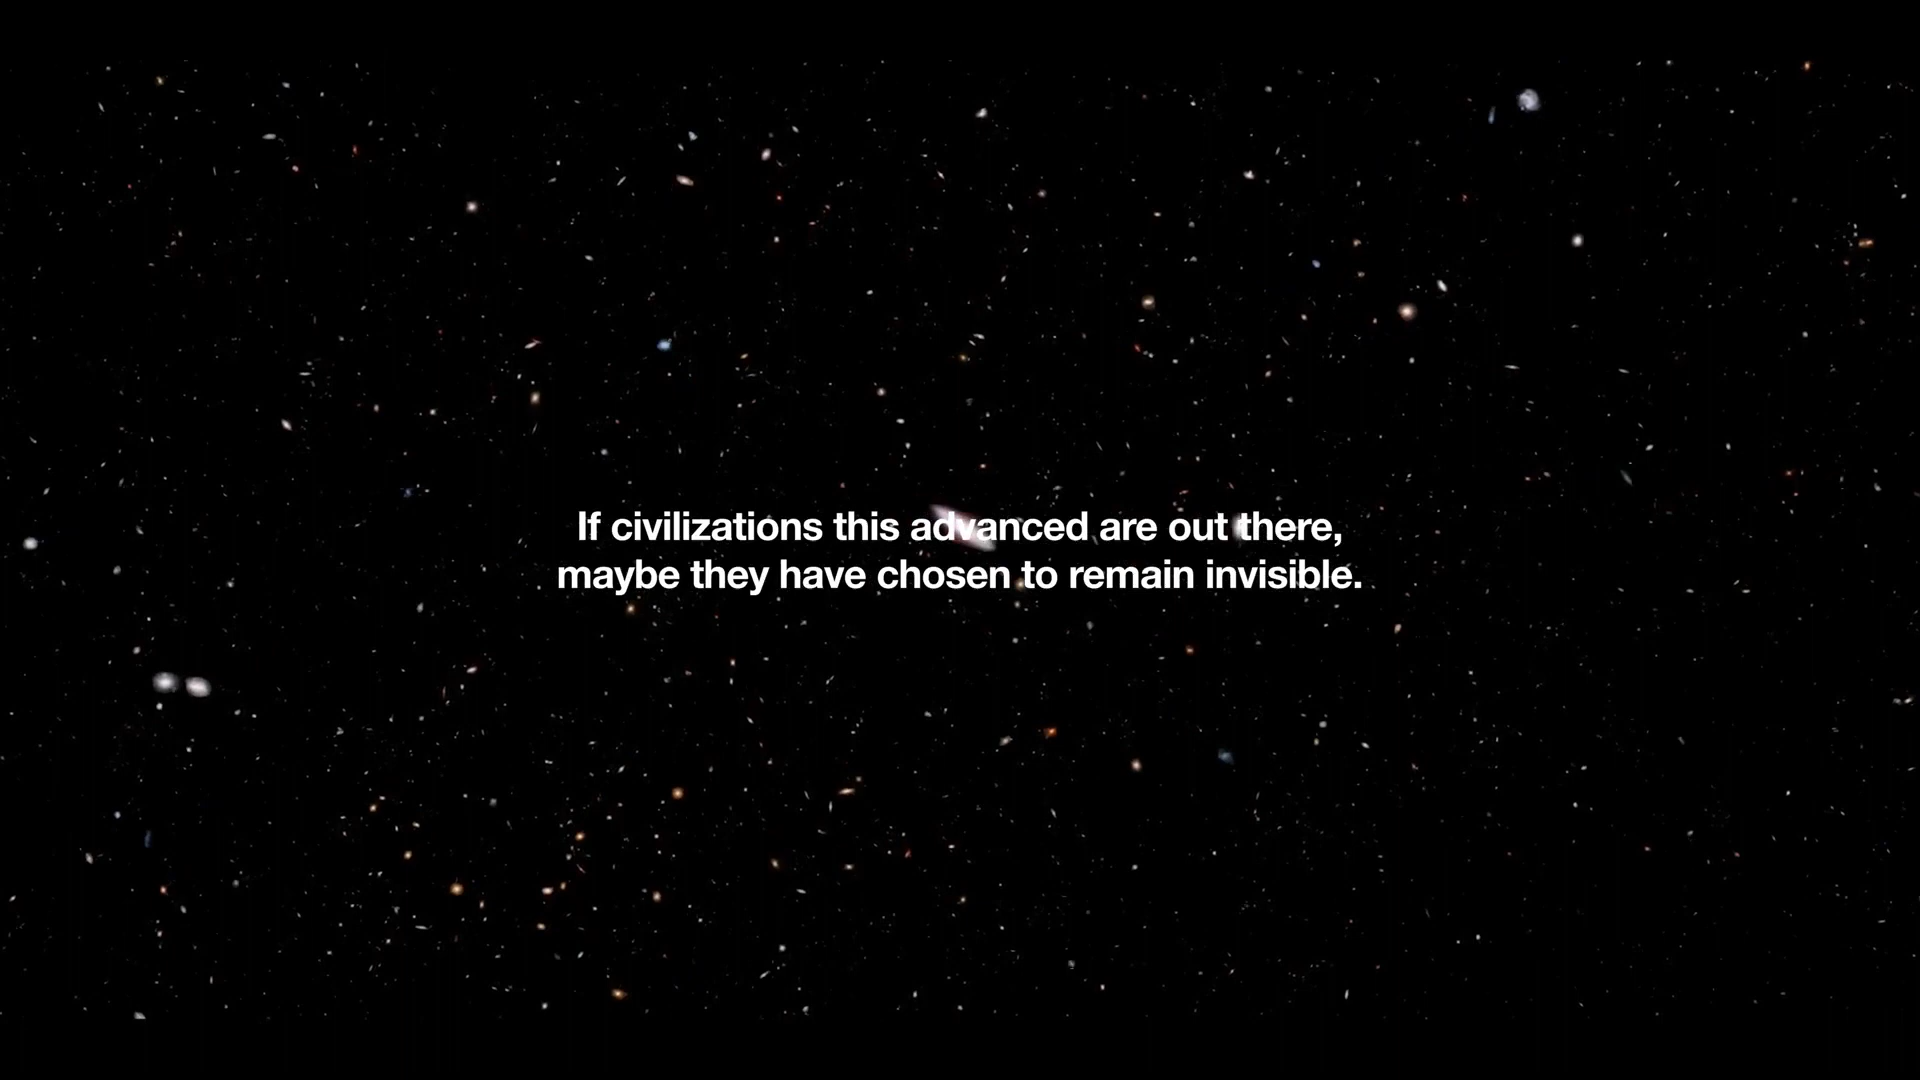 If civilizations this advanced are out there,
maybe they have chosen to remain invisible.